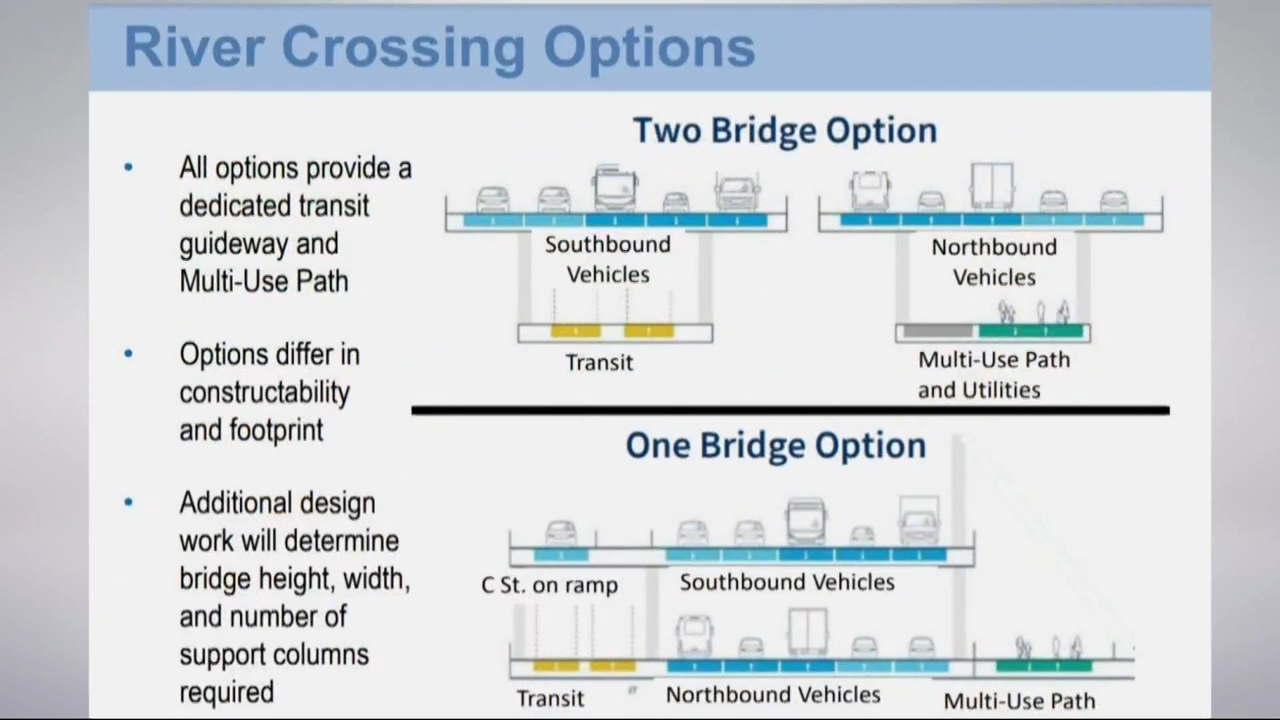 River Crossing Options
All options provide a
dedicated transit
guideway and
Multi-Use Path
Options differ in
constructability
and footprint
Additional design
work will determine
bridge height, width,
and number of
support columns
required
Two Bridge Option
Southbound
Vehicles
Transit
Northbound
Vehicles
Multi-Use Path
and Utilities
One Bridge Option
C St. on ramp
Southbound Vehicles
Transit
Northbound Vehicles
Multi-Use Path